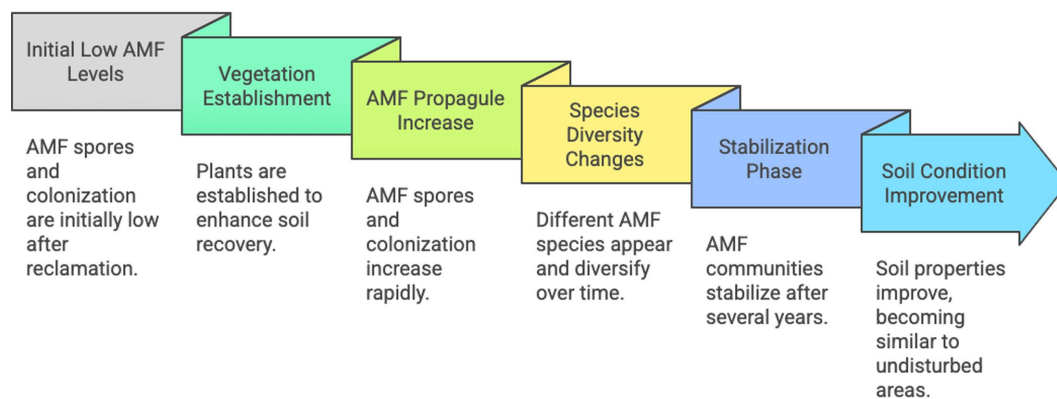 Initial Low AMF
Levels
AMF spores
and
colonization
are initially low
after
reclamation.
Vegetation
Establishment
Plants are
established to
enhance soil
recovery.
AMF Propagule
Increase
AMF spores
and
colonization
increase
rapidly.
Species
Diversity
Changes
Different AMF
species appear
and diversify
over time.
Stabilization
Phase
AMF
communities
stabilize after
several years.
Soil Condition
Improvement
Soil properties
improve,
becoming
similar to
undisturbed
areas.